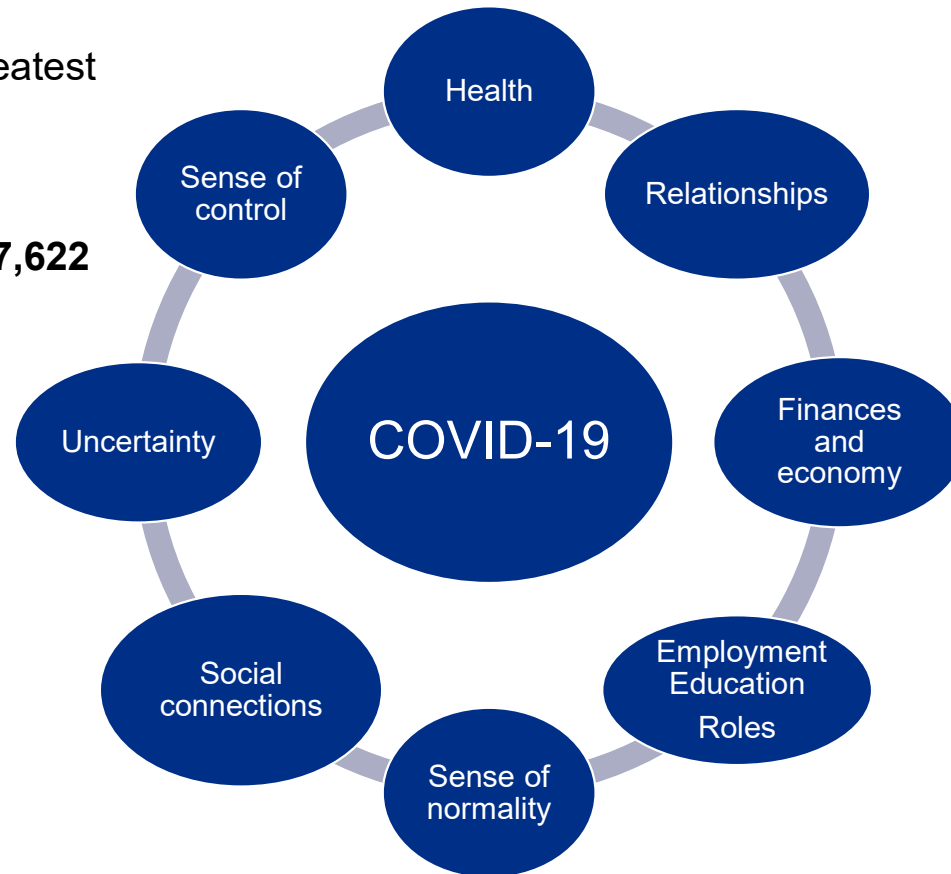 eatest
7,622
Health
Relationships
Finances
and
economy
Employment
Education
Roles
Sense of
normality
Social
connections
Uncertainty
Sense of
control
COVID-19